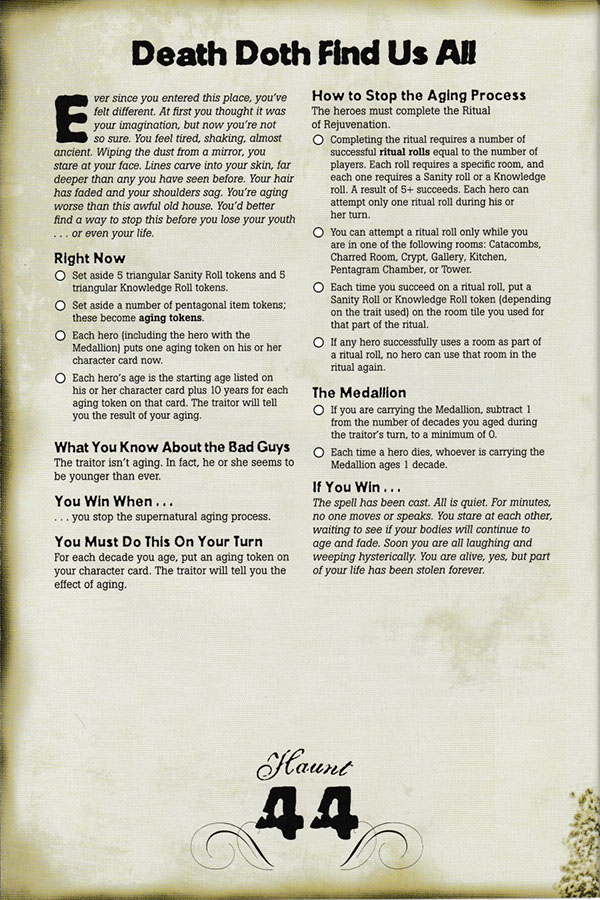 Death Doth Find Us All
Ever since you entered this place, you've
felt different. At first you thought it was
your imagination, but now you're not
so sure. You feel tired, shaking, almost
ancient. Wiping the dust from a mirror, you
stare at your face. Lines carve into your skin, far
deeper than any you have seen before. Your hair
has faded and your shoulders sag. You're aging
worse than this awful old house. You'd better
find a way to stop this before you lose your youth
. . . or even your life.
Right Now
Set aside 5 triangular Sanity Roll tokens and 5
triangular Knowledge Roll tokens.
Set aside a number of pentagonal item tokens;
these become aging tokens.
Each hero (including the hero with the
Medallion) puts one aging token on his or her
character card now.
Each hero's age is the starting age listed on
his or her character card plus 10 years for each
aging token on that card. The traitor will tell
you the result of your aging.
What You Know About the Bad Guys
The traitor isn't aging. In fact, he or she seems to
be younger than ever.
You Win When . . .
. . . you stop the supernatural aging process.
You Must Do This On Your Turn
For each decade you age, put an aging token on
your character card. The traitor will tell you the
effect of aging.
How to Stop the Aging Process
The heroes must complete the Ritual
of Rejuvenation.
Completing the ritual requires a number of
successful ritual rolls equal to the number of
players. Each roll requires a specific room, and
each one requires a Sanity roll or a Knowledge
roll. A result of 5+ succeeds. Each hero can
attempt only one ritual roll during his or
her turn.
You can attempt a ritual roll only while you
are in one of the following rooms: Catacombs,
Charred Room, Crypt, Gallery, Kitchen,
Pentagram Chamber, or Tower.
Each time you succeed on a ritual roll, put a
Sanity Roll or Knowledge Roll token (depending
on the trait used) on the room tile you used for
that part of the ritual.
If any hero successfully uses a room as part of
a ritual roll, no hero can use that room in the
ritual again.
The Medallion
If you are carrying the Medallion, subtract 1
from the number of decades you aged during
the traitor's turn, to a minimum of 0.
Each time a hero dies, whoever is carrying the
Medallion ages 1 decade.
If You Win . . .
The spell has been cast. All is quiet. For minutes,
no one moves or speaks. You stare at each other,
waiting to see if your bodies will continue to
age and fade. Soon you are all laughing and
weeping hysterically. You are alive, yes, but part
of your life has been stolen forever.
Haunt
44